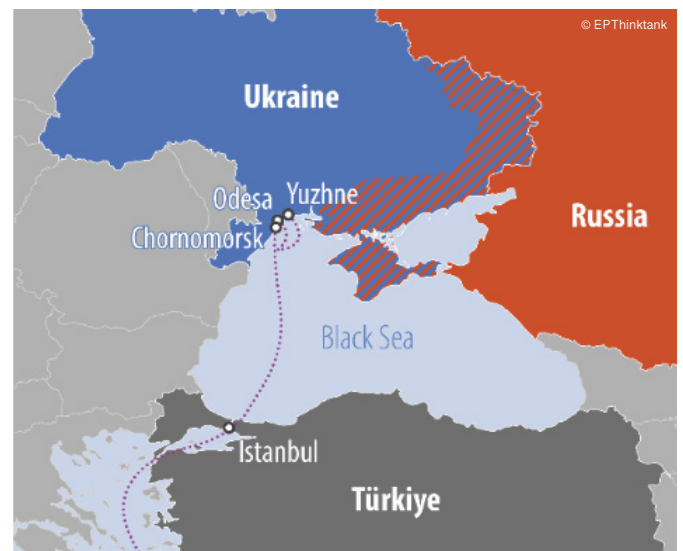 © EPThinktank
Ukraine
Odesa
Yuzhne
Chornomorsk
Russia
Black Sea
Istanbul
Türkiye